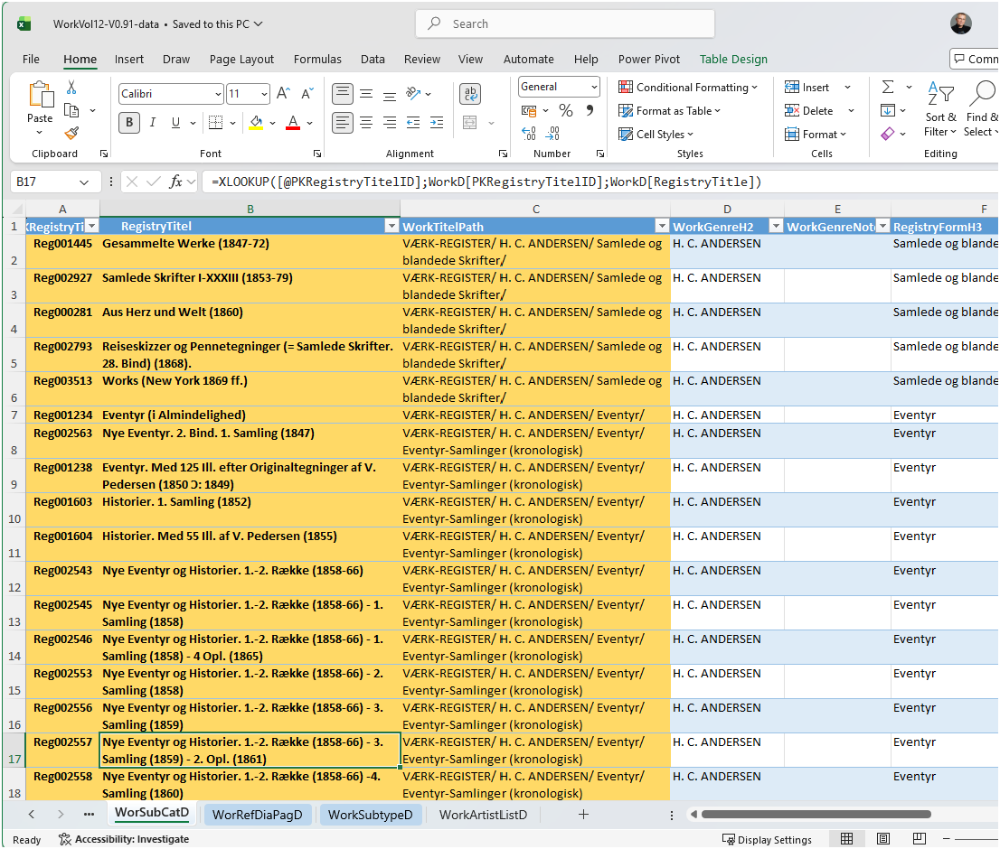 WorkVol12-V0.91-data • Saved to this PC
Search
File Home Insert Draw Page Layout Formulas Data Review View Automate Help Power Pivot Table Design Comm
Paste
Calibri 11
B I U
General
Conditional Formatting
Format as Table
Cell Styles
Insert
Delete
Format
Sort & Filter
Find & Select
Clipboard Font Alignment Number Styles Cells Editing
B17 fx =XLOOKUP([@PKRegistryTitelID];WorkD[PKRegistryTitelID];WorkD[RegistryTitle])
A B C D E F
1 KRegistryTi RegistryTitel WorkTitelPath WorkGenreH2 WorkGenreNot RegistryFormH3
Reg001445 Gesammelte Werke (1847-72) VÆRK-REGISTER/ H. C. ANDERSEN/ Samlede og H. C. ANDERSEN Samlede og blande
2 blandede Skrifter/
Reg002927 Samlede Skrifter I-XXXIII (1853-79) VÆRK-REGISTER/ H. C. ANDERSEN/ Samlede og H. C. ANDERSEN Samlede og blande
3 blandede Skrifter/
Reg000281 Aus Herz und Welt (1860) VÆRK-REGISTER/ H. C. ANDERSEN/ Samlede og H. C. ANDERSEN Samlede og blande
4 blandede Skrifter/
Reg002793 Reiseskizzer og Pennetegninger (= Samlede Skrifter. VÆRK-REGISTER/ H. C. ANDERSEN/ Samlede og H. C. ANDERSEN Samlede og blande
5 28. Bind) (1868). blandede Skrifter/
Reg003513 Works (New York 1869 ff.) VÆRK-REGISTER/ H. C. ANDERSEN/ Samlede og H. C. ANDERSEN Samlede og blande
6 blandede Skrifter/
7 Reg001234 Eventyr (i Almindelighed) VÆRK-REGISTER/ H. C. ANDERSEN/ Eventyr/ H. C. ANDERSEN Eventyr
Reg002563 Nye Eventyr. 2. Bind. 1. Samling (1847) VÆRK-REGISTER/ H. C. ANDERSEN/ Eventyr/ H. C. ANDERSEN Eventyr
8 Eventyr-Samlinger (kronologisk)
Reg001238 Eventyr. Med 125 Ill. efter Originaltegninger af V. VÆRK-REGISTER/ H. C. ANDERSEN/ Eventyr/ H. C. ANDERSEN Eventyr
9 Pedersen (1850 Ɔ: 1849) Eventyr-Samlinger (kronologisk)
Reg001603 Historier. 1. Samling (1852) VÆRK-REGISTER/ H. C. ANDERSEN/ Eventyr/ H. C. ANDERSEN Eventyr
10 Eventyr-Samlinger (kronologisk)
Reg001604 Historier. Med 55 Ill. af V. Pedersen (1855) VÆRK-REGISTER/ H. C. ANDERSEN/ Eventyr/ H. C. ANDERSEN Eventyr
11 Eventyr-Samlinger (kronologisk)
Reg002543 Nye Eventyr og Historier. 1.-2. Række (1858-66) VÆRK-REGISTER/ H. C. ANDERSEN/ Eventyr/ H. C. ANDERSEN Eventyr
12 Eventyr-Samlinger (kronologisk)
Reg002545 Nye Eventyr og Historier. 1.-2. Række (1858-66) - 1. VÆRK-REGISTER/ H. C. ANDERSEN/ Eventyr/ H. C. ANDERSEN Eventyr
13 Samling (1858) Eventyr-Samlinger (kronologisk)
Reg002546 Nye Eventyr og Historier. 1.-2. Række (1858-66) - 1. VÆRK-REGISTER/ H. C. ANDERSEN/ Eventyr/ H. C. ANDERSEN Eventyr
14 Samling (1858) - 4 Opl. (1865) Eventyr-Samlinger (kronologisk)
Reg002553 Nye Eventyr og Historier. 1.-2. Række (1858-66) - 2. VÆRK-REGISTER/ H. C. ANDERSEN/ Eventyr/ H. C. ANDERSEN Eventyr
15 Samling (1858) Eventyr-Samlinger (kronologisk)
Reg002556 Nye Eventyr og Historier. 1.-2. Række (1858-66) - 3. VÆRK-REGISTER/ H. C. ANDERSEN/ Eventyr/ H. C. ANDERSEN Eventyr
16 Samling (1859) Eventyr-Samlinger (kronologisk)
Reg002557 Nye Eventyr og Historier. 1.-2. Række (1858-66) - 3. VÆRK-REGISTER/ H. C. ANDERSEN/ Eventyr/ H. C. ANDERSEN Eventyr
17 Samling (1859) - 2. Opl. (1861) Eventyr-Samlinger (kronologisk)
Reg002558 Nye Eventyr og Historier. 1.-2. Række (1858-66) -4. VÆRK-REGISTER/ H. C. ANDERSEN/ Eventyr/ H. C. ANDERSEN Eventyr
18 Samling (1860) Eventyr-Samlinger (kronologisk)
WorSubCatD WorRefDiaPagD WorkSubtypeD WorkArtistListD
Ready Accessibility: Investigate Display Settings